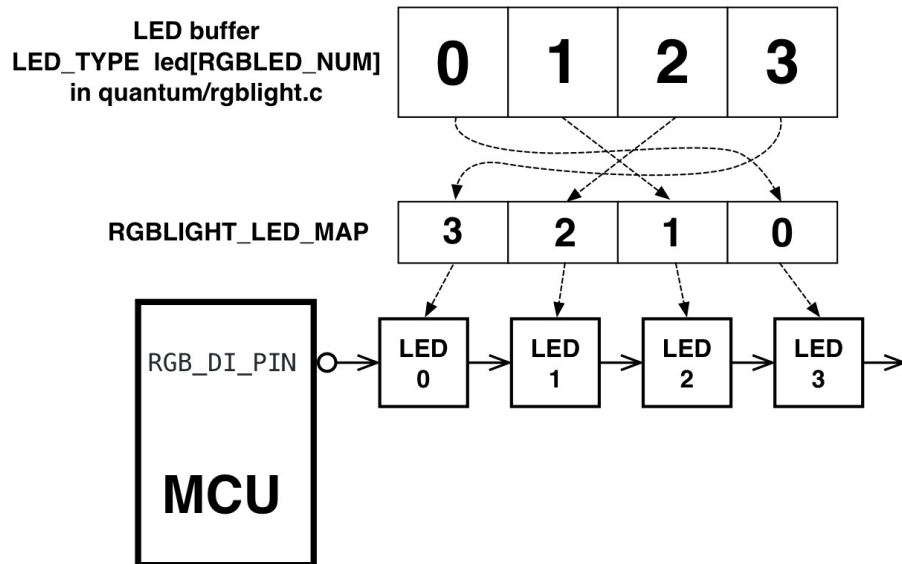 LED buffer
LED_TYPE led[RGBLED_NUM]
in quantum/rgblight.c
0 1 2 3
RGBLIGHT_LED_MAP
3 2 1 0
RGB_DI_PIN
LED
0
LED
1
LED
2
LED
3
MCU